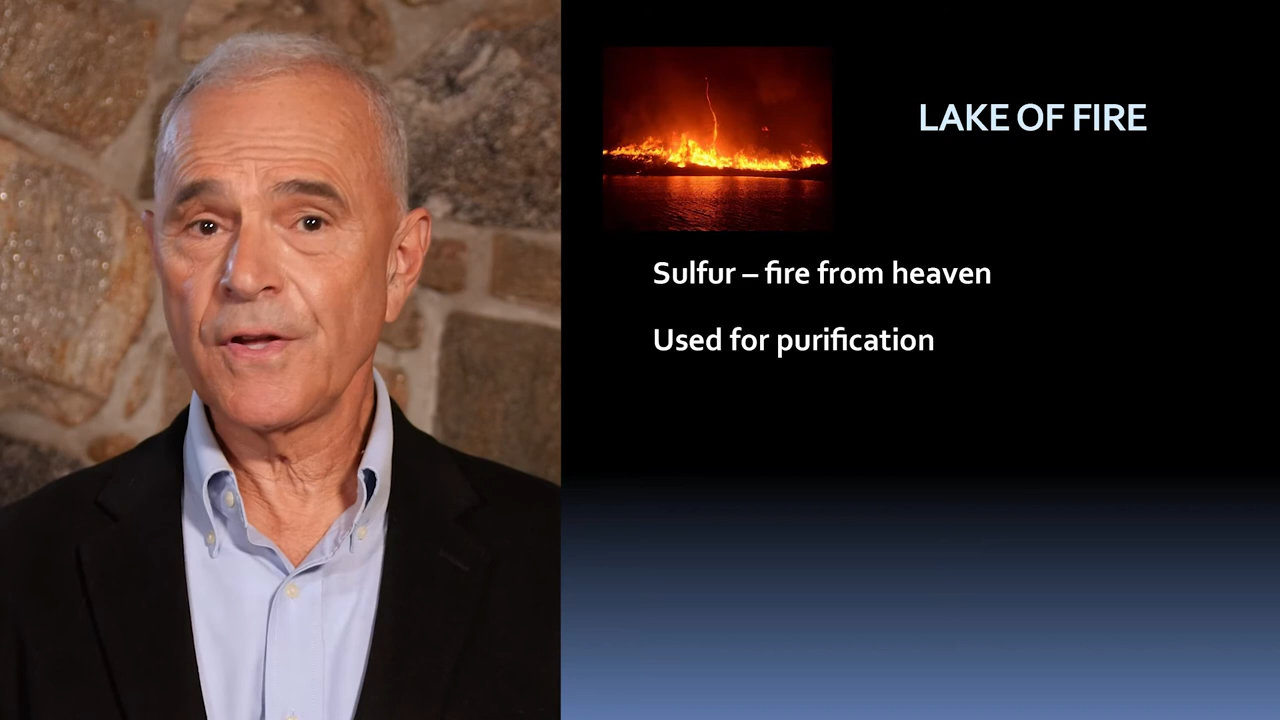 LAKE OF FIRE
Sulfur – fire from heaven
Used for purification